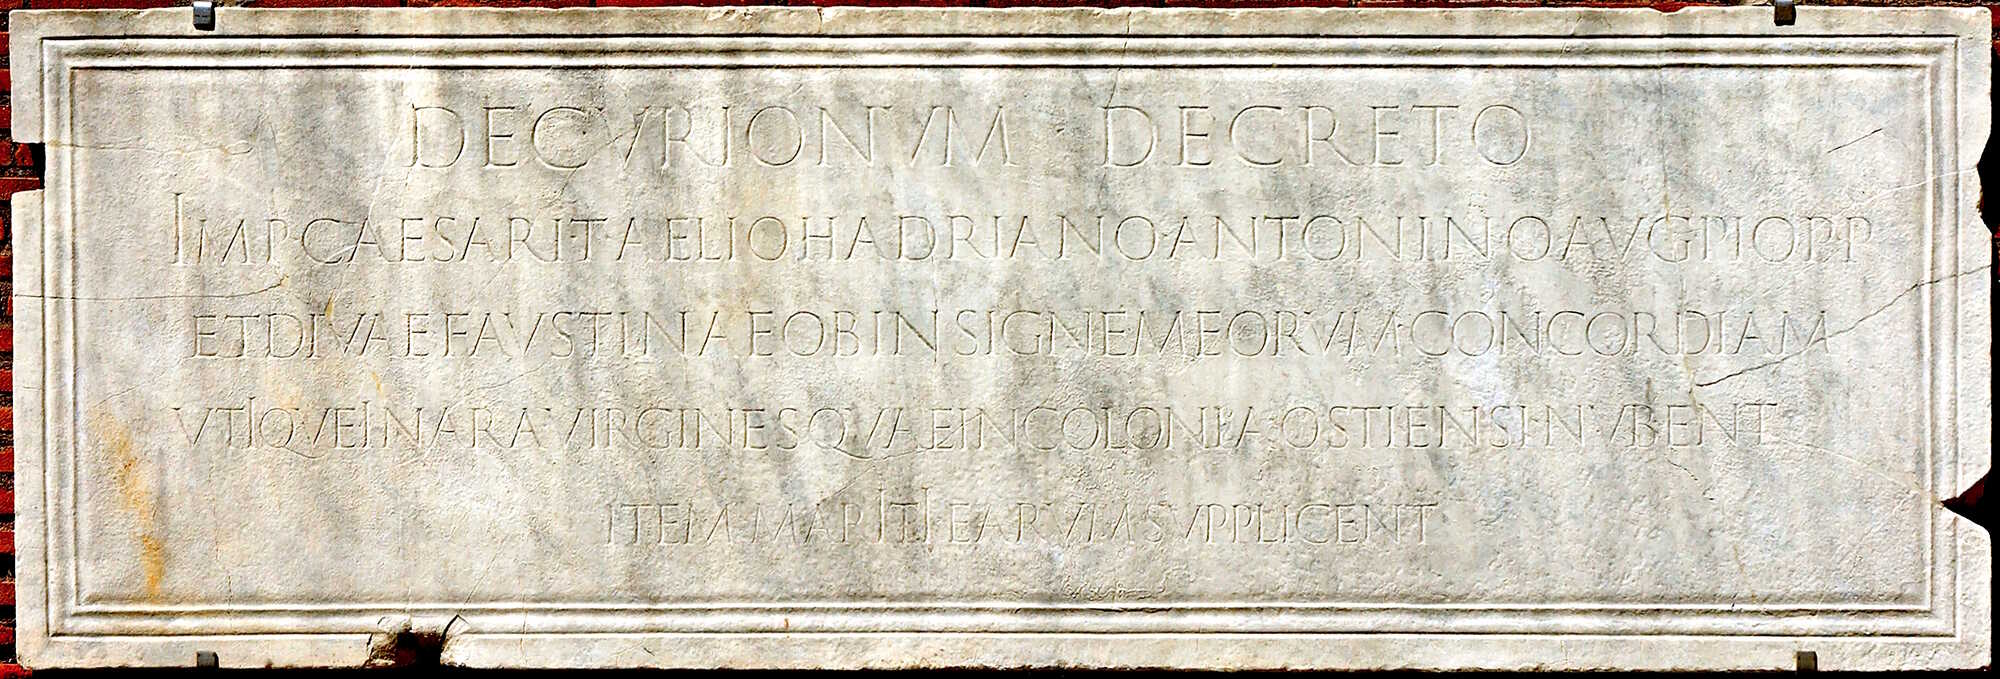 DECVRIONVM DECRETO
IMP·CAESARI·T·AELIO HADRIANO·ANTONINO AVG PIO P·P
ET DIVAE FAVSTINAE OB INSIGNEM EORVM CONCORDIAM
VTIQVE IN ARA VIRGINES QVAE IN COLONIA OSTIENSI NVBENT
ITEM MARITI EARVM SVPPLICENT